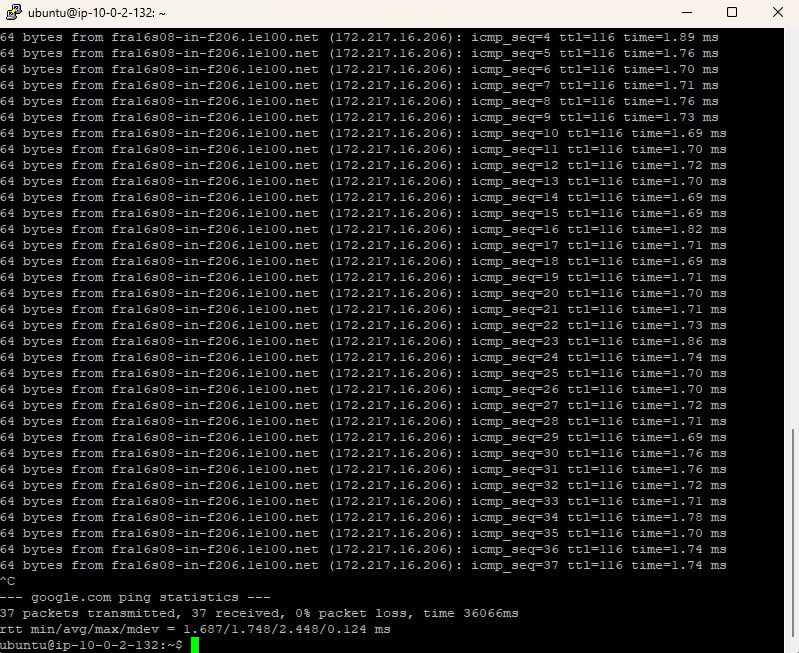 ubuntu@ip-10-0-2-132: ~
64 bytes from fra16s08-in-f206.1e100.net (172.217.16.206): icmp_seq=4 ttl=116 time=1.89 ms
64 bytes from fra16s08-in-f206.1e100.net (172.217.16.206): icmp_seq=5 ttl=116 time=1.76 ms
64 bytes from fra16s08-in-f206.1e100.net (172.217.16.206): icmp_seq=6 ttl=116 time=1.70 ms
64 bytes from fra16s08-in-f206.1e100.net (172.217.16.206): icmp_seq=7 ttl=116 time=1.71 ms
64 bytes from fra16s08-in-f206.1e100.net (172.217.16.206): icmp_seq=8 ttl=116 time=1.76 ms
64 bytes from fra16s08-in-f206.1e100.net (172.217.16.206): icmp_seq=9 ttl=116 time=1.73 ms
64 bytes from fra16s08-in-f206.1e100.net (172.217.16.206): icmp_seq=10 ttl=116 time=1.69 ms
64 bytes from fra16s08-in-f206.1e100.net (172.217.16.206): icmp_seq=11 ttl=116 time=1.70 ms
64 bytes from fra16s08-in-f206.1e100.net (172.217.16.206): icmp_seq=12 ttl=116 time=1.72 ms
64 bytes from fra16s08-in-f206.1e100.net (172.217.16.206): icmp_seq=13 ttl=116 time=1.70 ms
64 bytes from fra16s08-in-f206.1e100.net (172.217.16.206): icmp_seq=14 ttl=116 time=1.69 ms
64 bytes from fra16s08-in-f206.1e100.net (172.217.16.206): icmp_seq=15 ttl=116 time=1.69 ms
64 bytes from fra16s08-in-f206.1e100.net (172.217.16.206): icmp_seq=16 ttl=116 time=1.82 ms
64 bytes from fra16s08-in-f206.1e100.net (172.217.16.206): icmp_seq=17 ttl=116 time=1.71 ms
64 bytes from fra16s08-in-f206.1e100.net (172.217.16.206): icmp_seq=18 ttl=116 time=1.69 ms
64 bytes from fra16s08-in-f206.1e100.net (172.217.16.206): icmp_seq=19 ttl=116 time=1.71 ms
64 bytes from fra16s08-in-f206.1e100.net (172.217.16.206): icmp_seq=20 ttl=116 time=1.70 ms
64 bytes from fra16s08-in-f206.1e100.net (172.217.16.206): icmp_seq=21 ttl=116 time=1.71 ms
64 bytes from fra16s08-in-f206.1e100.net (172.217.16.206): icmp_seq=22 ttl=116 time=1.73 ms
64 bytes from fra16s08-in-f206.1e100.net (172.217.16.206): icmp_seq=23 ttl=116 time=1.86 ms
64 bytes from fra16s08-in-f206.1e100.net (172.217.16.206): icmp_seq=24 ttl=116 time=1.74 ms
64 bytes from fra16s08-in-f206.1e100.net (172.217.16.206): icmp_seq=25 ttl=116 time=1.70 ms
64 bytes from fra16s08-in-f206.1e100.net (172.217.16.206): icmp_seq=26 ttl=116 time=1.70 ms
64 bytes from fra16s08-in-f206.1e100.net (172.217.16.206): icmp_seq=27 ttl=116 time=1.72 ms
64 bytes from fra16s08-in-f206.1e100.net (172.217.16.206): icmp_seq=28 ttl=116 time=1.71 ms
64 bytes from fra16s08-in-f206.1e100.net (172.217.16.206): icmp_seq=29 ttl=116 time=1.69 ms
64 bytes from fra16s08-in-f206.1e100.net (172.217.16.206): icmp_seq=30 ttl=116 time=1.76 ms
64 bytes from fra16s08-in-f206.1e100.net (172.217.16.206): icmp_seq=31 ttl=116 time=1.76 ms
64 bytes from fra16s08-in-f206.1e100.net (172.217.16.206): icmp_seq=32 ttl=116 time=1.72 ms
64 bytes from fra16s08-in-f206.1e100.net (172.217.16.206): icmp_seq=33 ttl=116 time=1.71 ms
64 bytes from fra16s08-in-f206.1e100.net (172.217.16.206): icmp_seq=34 ttl=116 time=1.78 ms
64 bytes from fra16s08-in-f206.1e100.net (172.217.16.206): icmp_seq=35 ttl=116 time=1.70 ms
64 bytes from fra16s08-in-f206.1e100.net (172.217.16.206): icmp_seq=36 ttl=116 time=1.74 ms
64 bytes from fra16s08-in-f206.1e100.net (172.217.16.206): icmp_seq=37 ttl=116 time=1.74 ms
^C
--- google.com ping statistics ---
37 packets transmitted, 37 received, 0% packet loss, time 36066ms
rtt min/avg/max/mdev = 1.687/1.748/2.448/0.124 ms
ubuntu@ip-10-0-2-132:~$